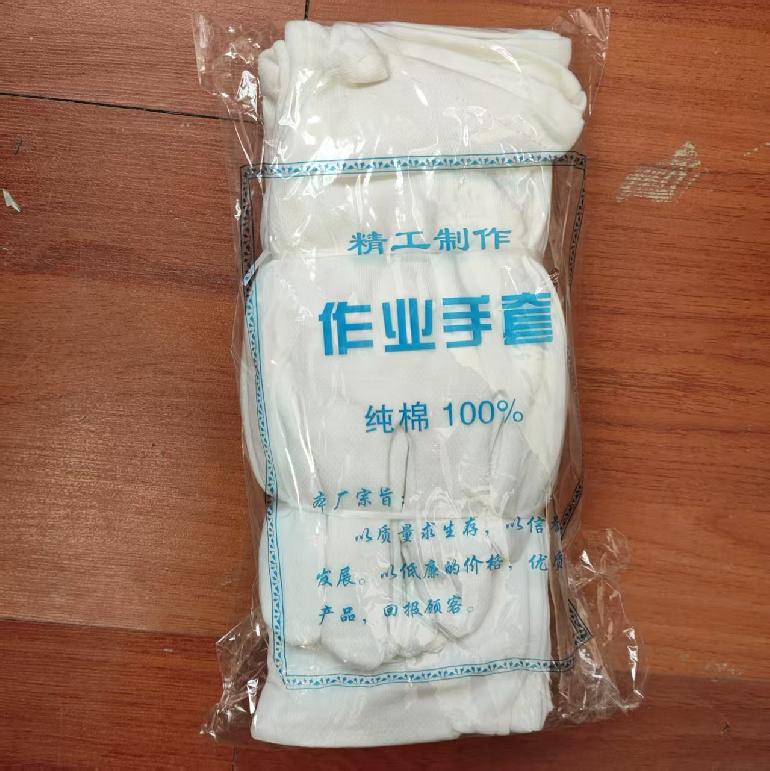 精工制作
作业手套
纯棉 100%
本厂宗旨：
以质量求生存，以信
发展。以低廉的价格，优质
产品，回报顾客。